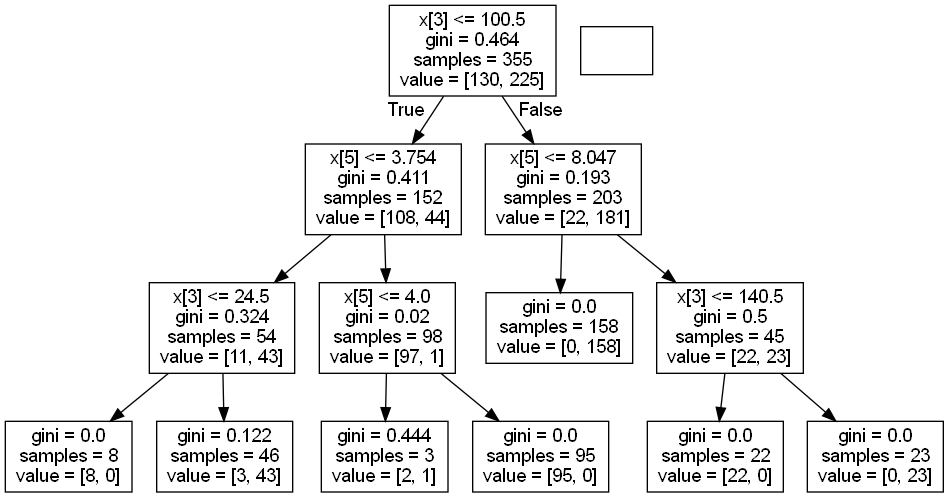 x[3] <= 100.5
gini = 0.464
samples = 355
value = [130, 225]
True
False
x[5] <= 3.754
gini = 0.411
samples = 152
value = [108, 44]
x[5] <= 8.047
gini = 0.193
samples = 203
value = [22, 181]
x[3] <= 24.5
gini = 0.324
samples = 54
value = [11, 43]
x[5] <= 4.0
gini = 0.02
samples = 98
value = [97, 1]
gini = 0.0
samples = 158
value = [0, 158]
x[3] <= 140.5
gini = 0.5
samples = 45
value = [22, 23]
gini = 0.0
samples = 8
value = [8, 0]
gini = 0.122
samples = 46
value = [3, 43]
gini = 0.444
samples = 3
value = [2, 1]
gini = 0.0
samples = 95
value = [95, 0]
gini = 0.0
samples = 22
value = [22, 0]
gini = 0.0
samples = 23
value = [0, 23]